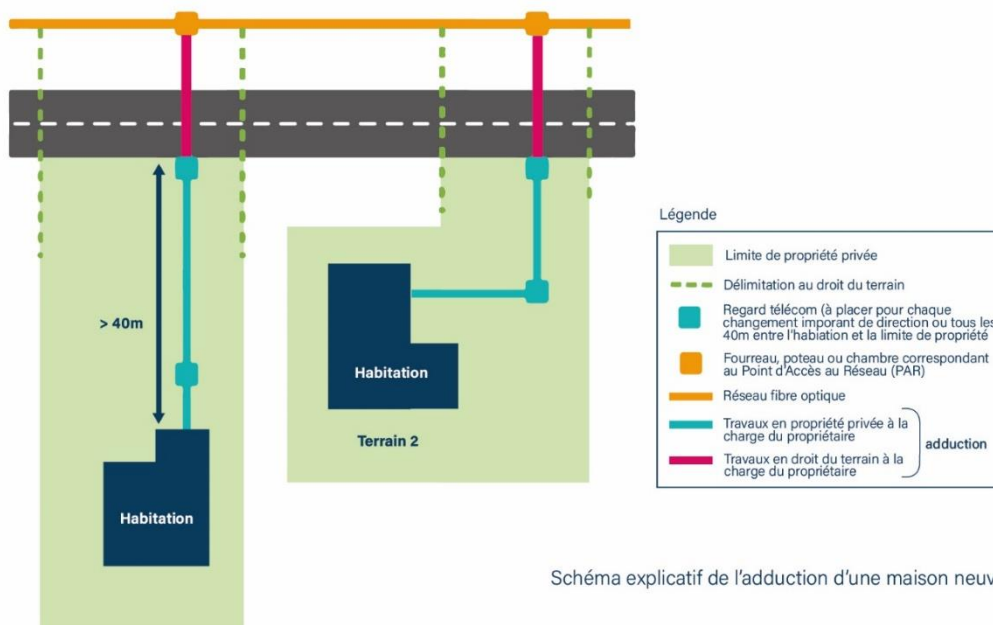 > 40m
Habitation
Habitation
Terrain 2
Légende
Limite de propriété privée
Délimitation au droit du terrain
Regard télécom (à placer pour chaque
changement imporant de direction ou tous les
40m entre l'habiation et la limite de propriété
Fourreau, poteau ou chambre correspondant
au Point d'Accès au Réseau (PAR)
Réseau fibre optique
Travaux en propriété privée à la
charge du propriétaire
adduction
Travaux en droit du terrain à la
charge du propriétaire
Schéma explicatif de l'adduction d'une maison neuv